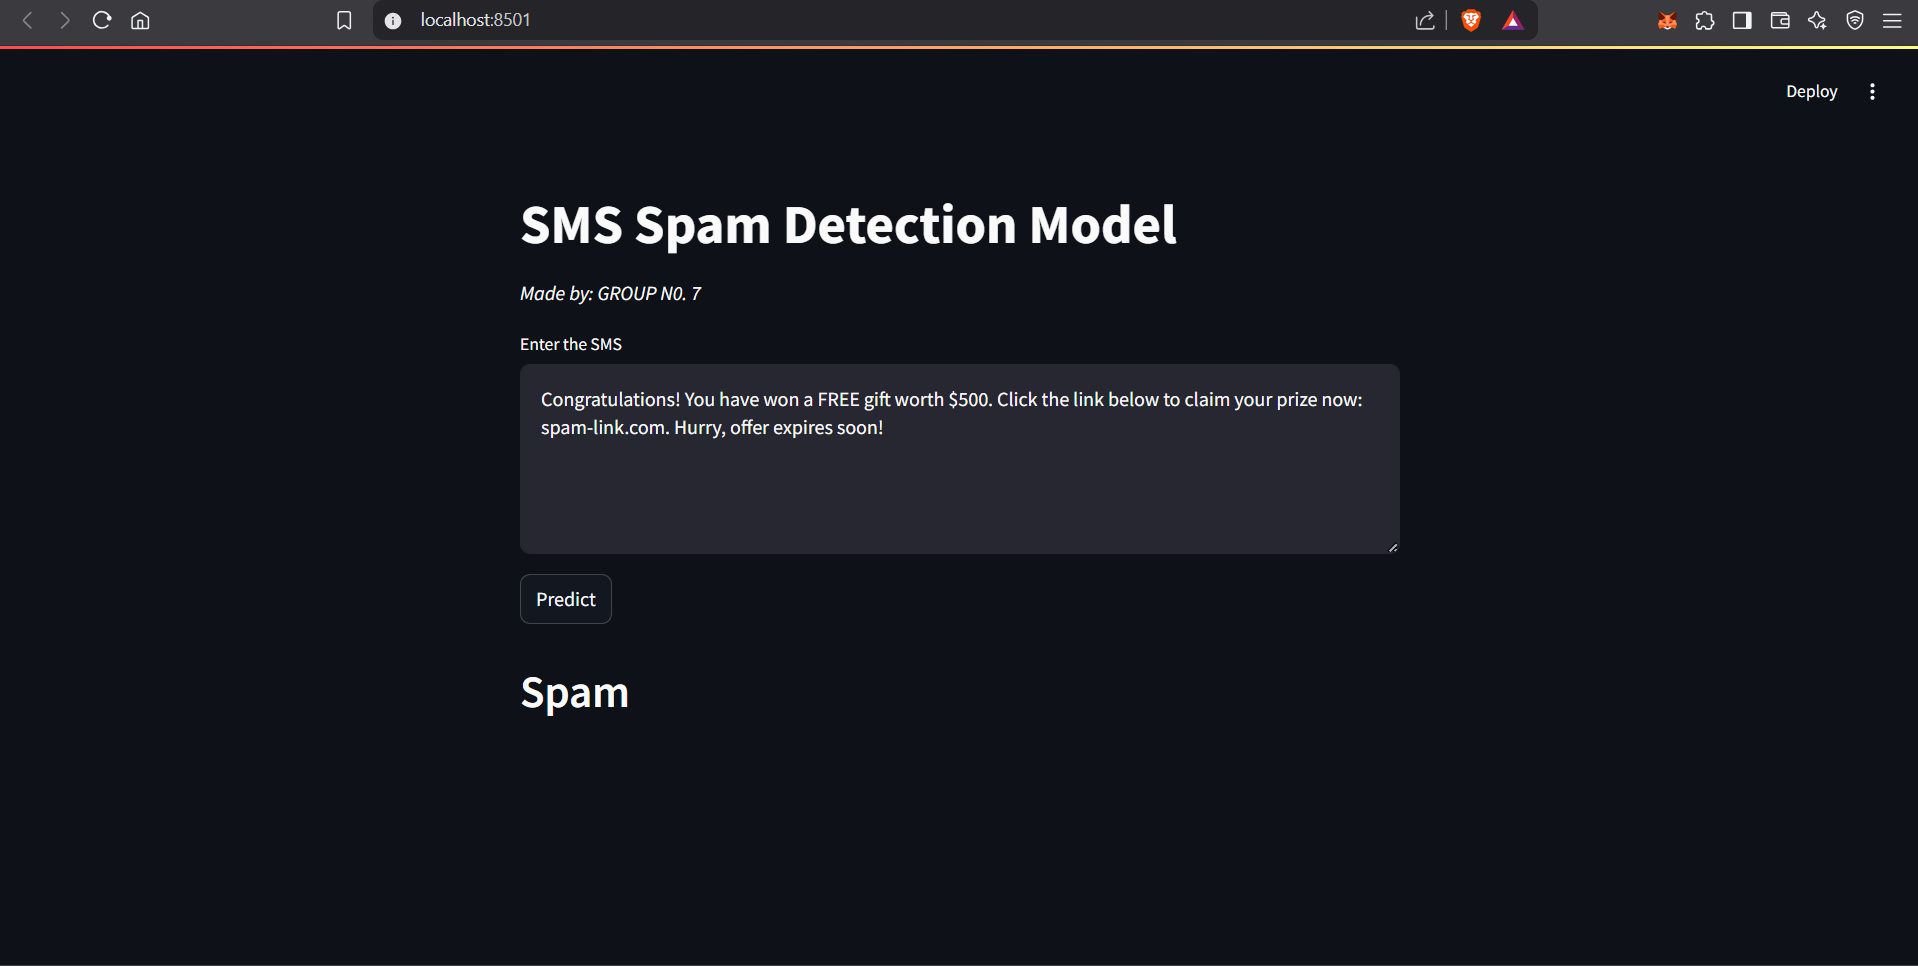 localhost:8501
Deploy
SMS Spam Detection Model
Made by: GROUP N0. 7
Enter the SMS
Congratulations! You have won a FREE gift worth $500. Click the link below to claim your prize now:
spam-link.com. Hurry, offer expires soon!
Predict
Spam